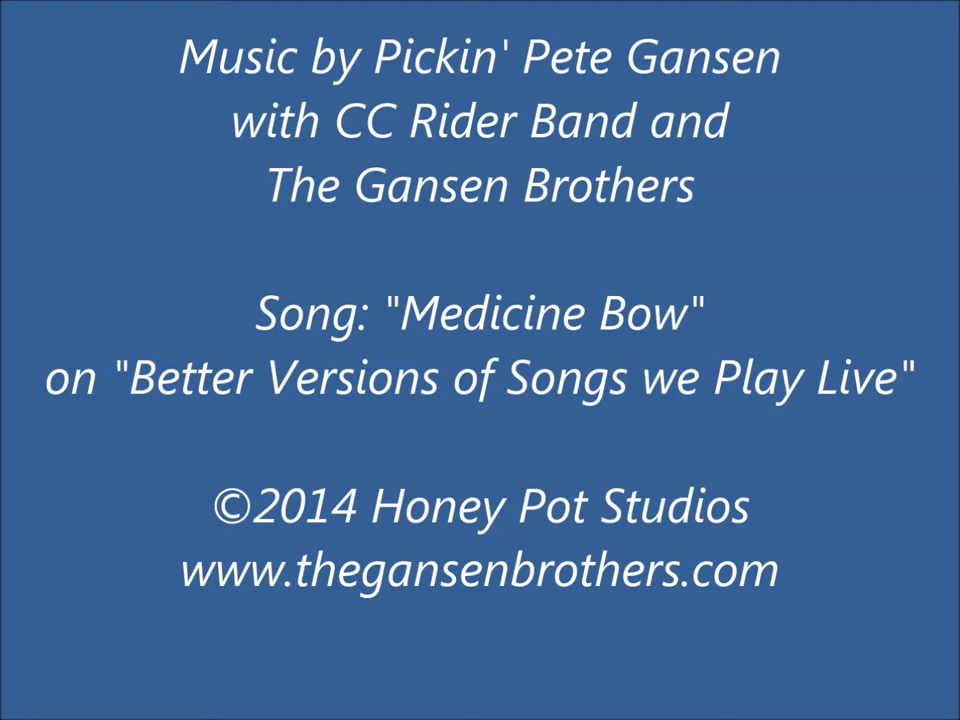 Music by Pickin' Pete Gansen
with CC Rider Band and
The Gansen Brothers
Song: "Medicine Bow"
on "Better Versions of Songs we Play Live"
©2014 Honey Pot Studios
www.thegansenbrothers.com